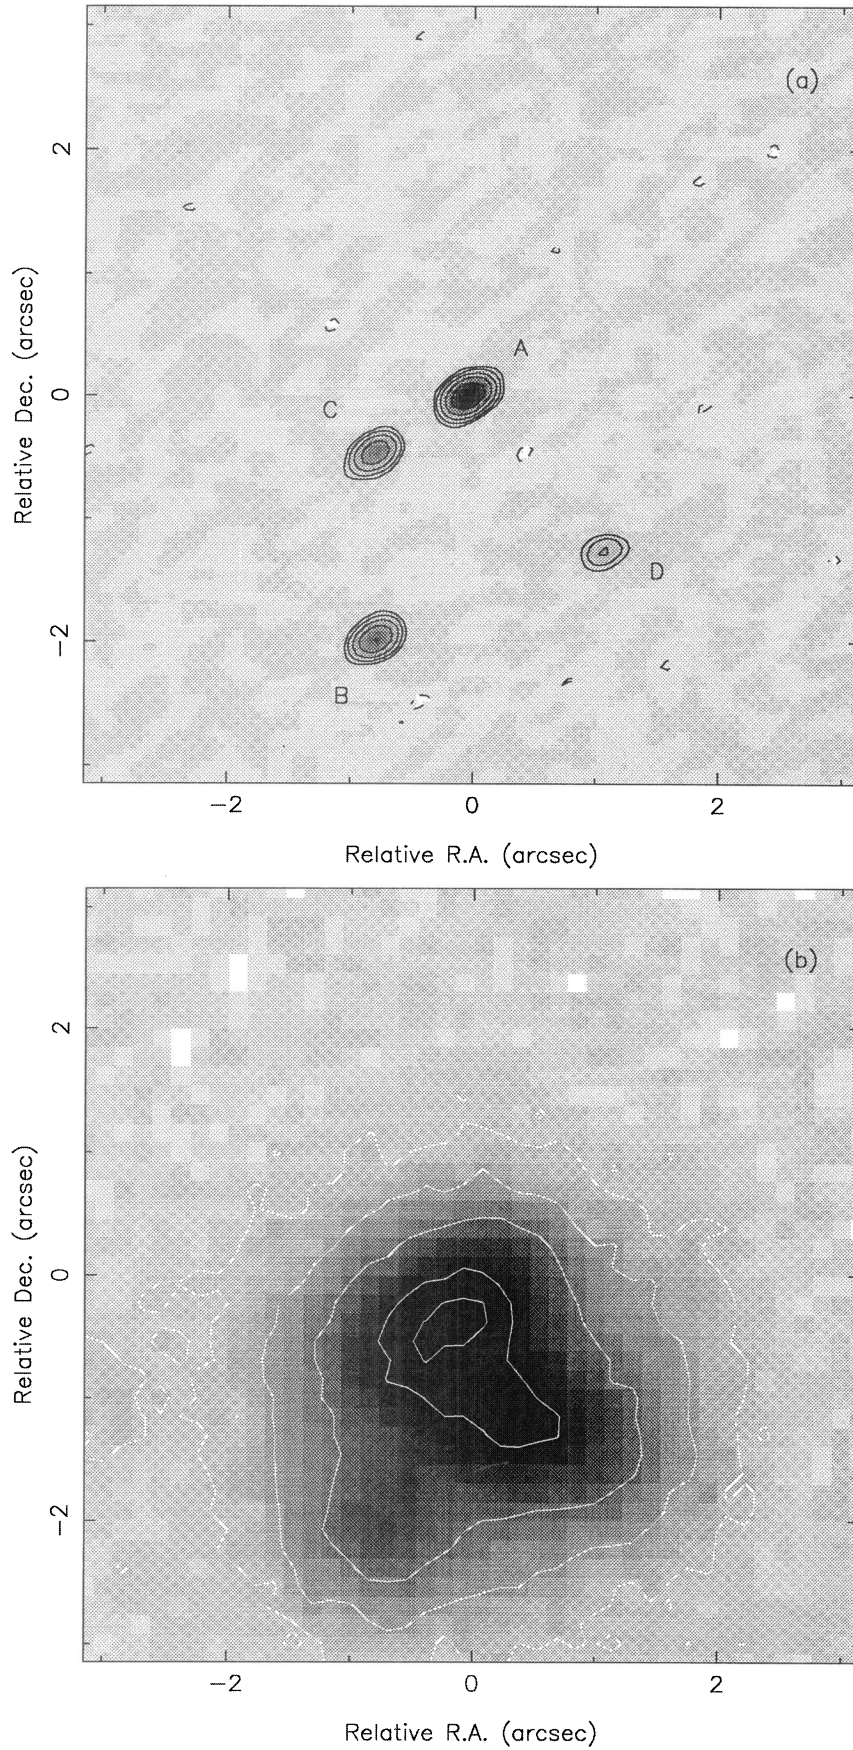 (a)
2
A
0
C
Relative Dec. (arcsec)
D
−2
B
−2 0 2
Relative R.A. (arcsec)
(b)
2
0
Relative Dec. (arcsec)
−2
−2 0 2
Relative R.A. (arcsec)